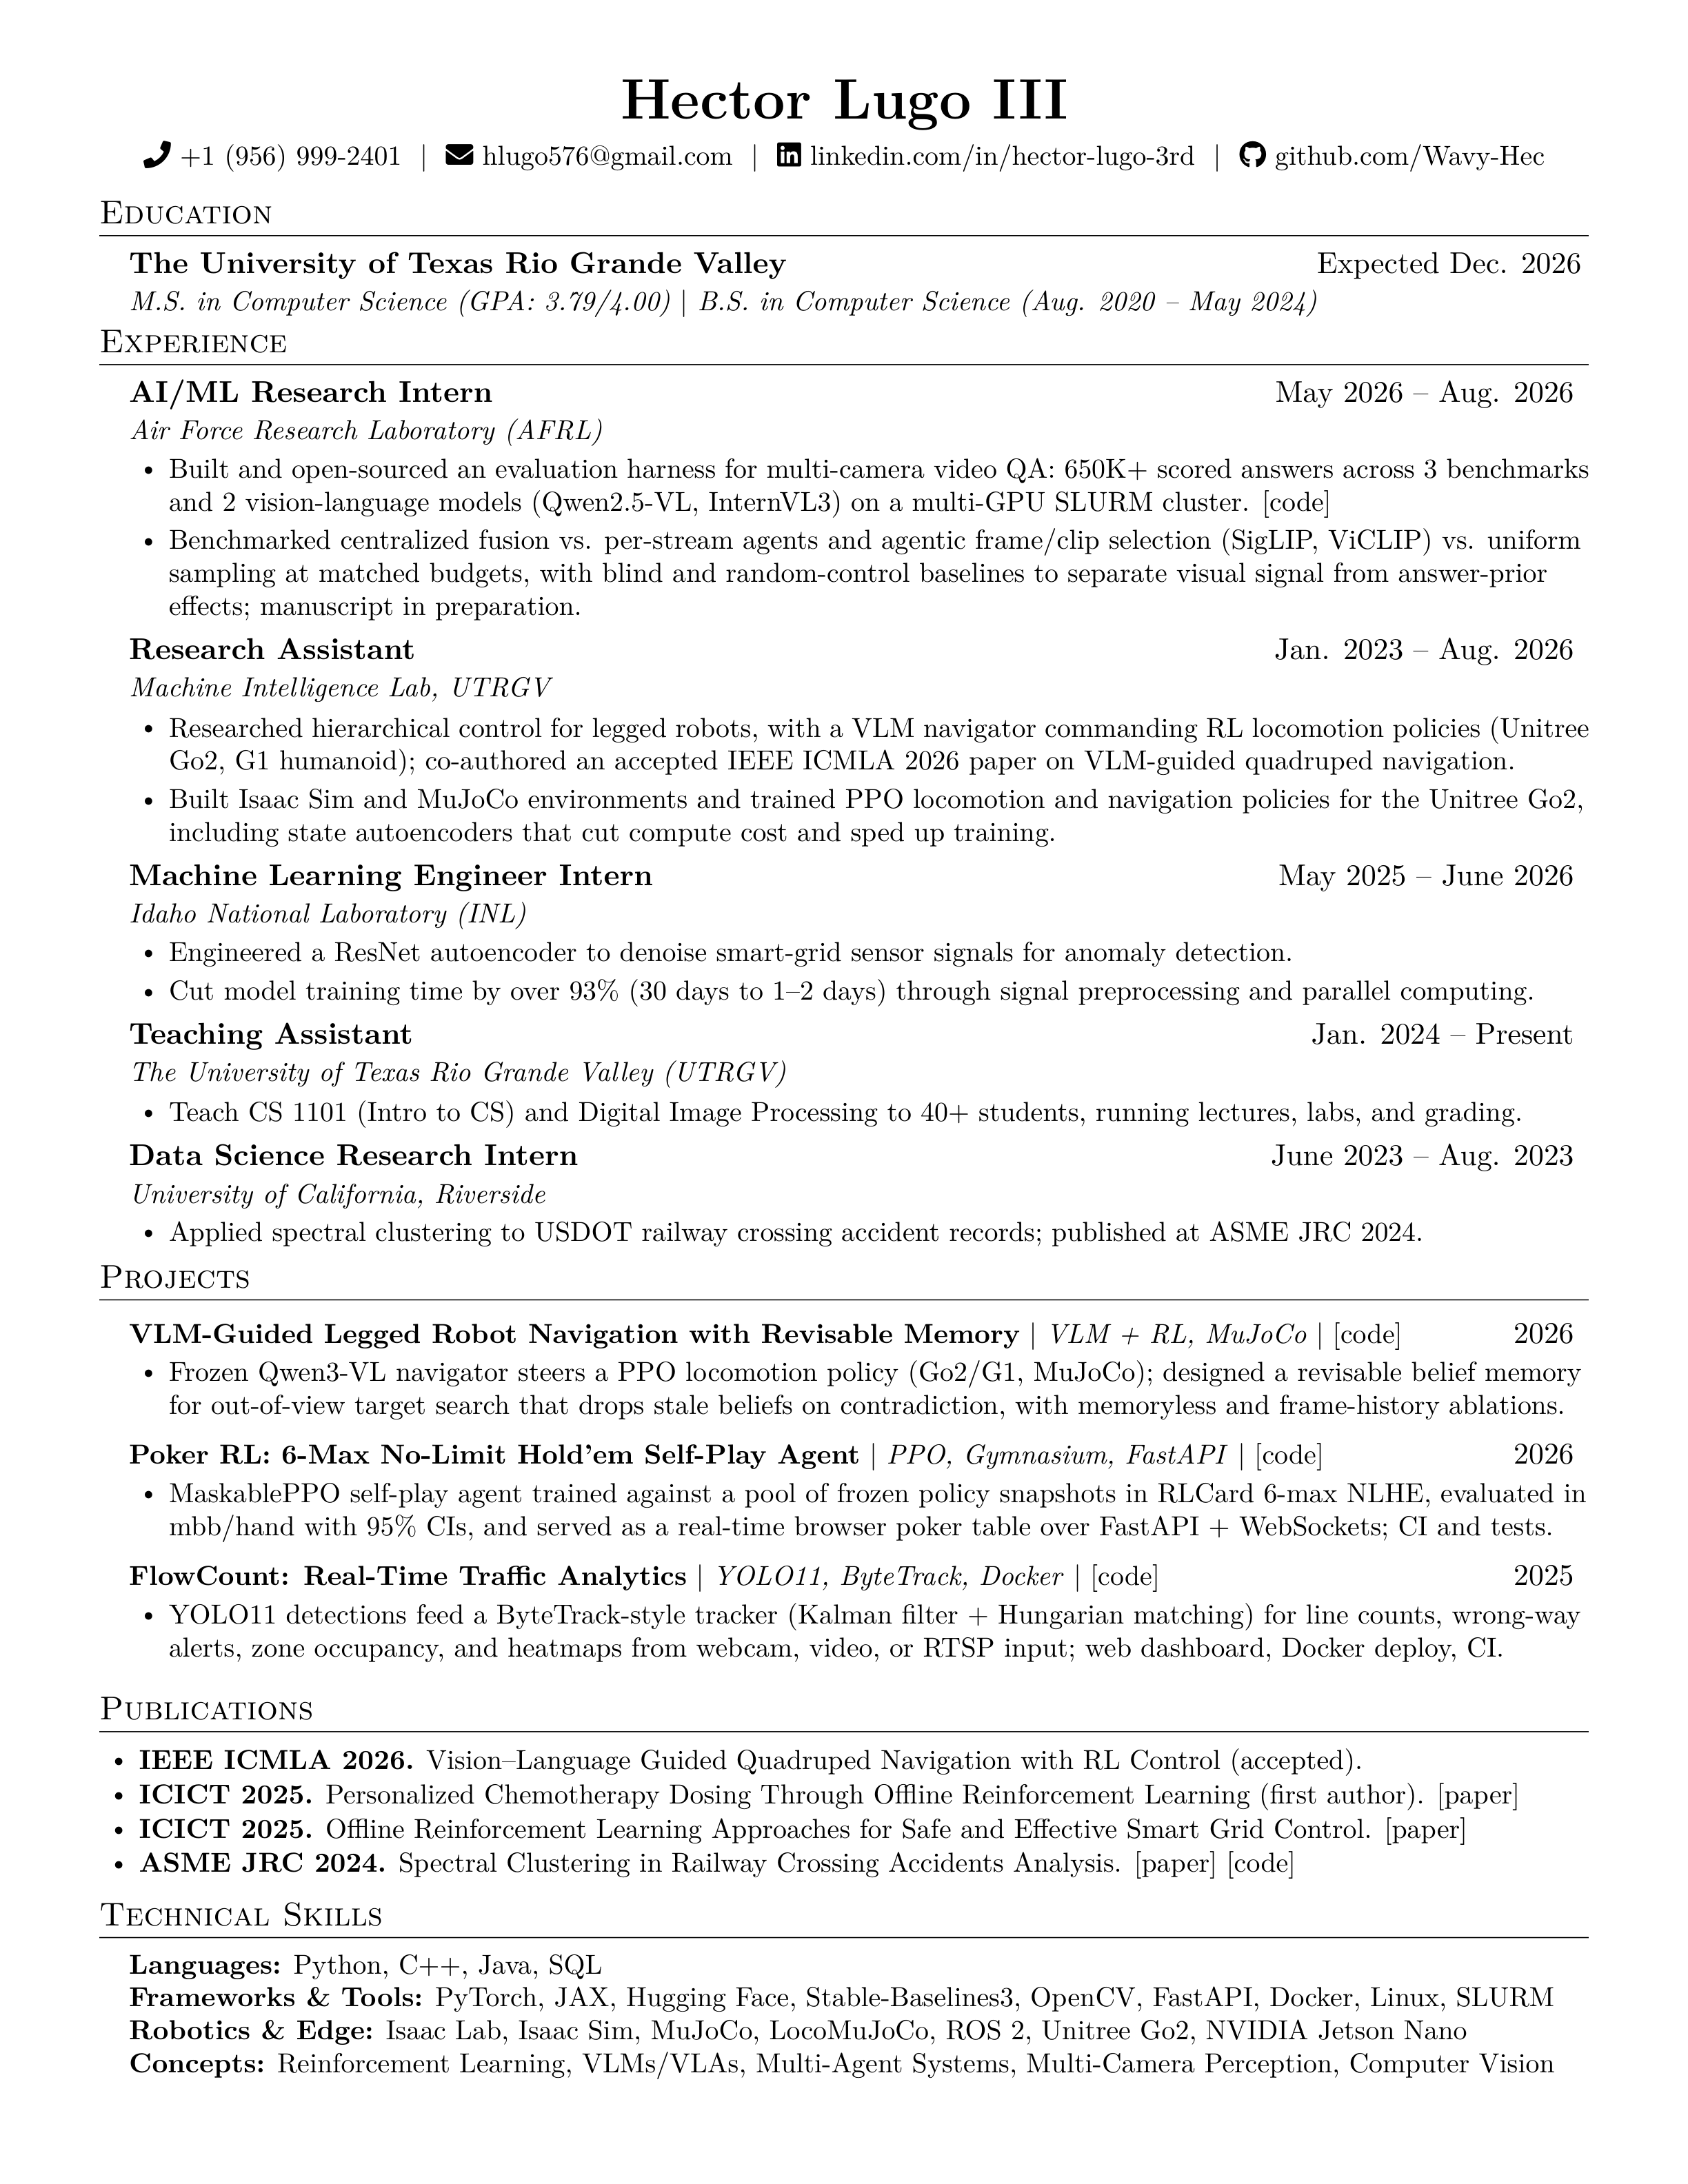 Hector Lugo III
+1 (956) 999-2401 | hlugo576@gmail.com | linkedin.com/in/hector-lugo-3rd | github.com/Wavy-Hec
Education
The University of Texas Rio Grande Valley Expected Dec. 2026
M.S. in Computer Science (GPA: 3.79/4.00) | B.S. in Computer Science (Aug. 2020 – May 2024)
Experience
AI/ML Research Intern May 2026 – Aug. 2026
Air Force Research Laboratory (AFRL)
• Built and open-sourced an evaluation harness for multi-camera video QA: 650K+ scored answers across 3 benchmarks
and 2 vision-language models (Qwen2.5-VL, InternVL3) on a multi-GPU SLURM cluster. [code]
• Benchmarked centralized fusion vs. per-stream agents and agentic frame/clip selection (SigLIP, ViCLIP) vs. uniform
sampling at matched budgets, with blind and random-control baselines to separate visual signal from answer-prior
effects; manuscript in preparation.
Research Assistant Jan. 2023 – Aug. 2026
Machine Intelligence Lab, UTRGV
• Researched hierarchical control for legged robots, with a VLM navigator commanding RL locomotion policies (Unitree
Go2, G1 humanoid); co-authored an accepted IEEE ICMLA 2026 paper on VLM-guided quadruped navigation.
• Built Isaac Sim and MuJoCo environments and trained PPO locomotion and navigation policies for the Unitree Go2,
including state autoencoders that cut compute cost and sped up training.
Machine Learning Engineer Intern May 2025 – June 2026
Idaho National Laboratory (INL)
• Engineered a ResNet autoencoder to denoise smart-grid sensor signals for anomaly detection.
• Cut model training time by over 93% (30 days to 1–2 days) through signal preprocessing and parallel computing.
Teaching Assistant Jan. 2024 – Present
The University of Texas Rio Grande Valley (UTRGV)
• Teach CS 1101 (Intro to CS) and Digital Image Processing to 40+ students, running lectures, labs, and grading.
Data Science Research Intern June 2023 – Aug. 2023
University of California, Riverside
• Applied spectral clustering to USDOT railway crossing accident records; published at ASME JRC 2024.
Projects
VLM-Guided Legged Robot Navigation with Revisable Memory | VLM + RL, MuJoCo | [code] 2026
• Frozen Qwen3-VL navigator steers a PPO locomotion policy (Go2/G1, MuJoCo); designed a revisable belief memory
for out-of-view target search that drops stale beliefs on contradiction, with memoryless and frame-history ablations.
Poker RL: 6-Max No-Limit Hold'em Self-Play Agent | PPO, Gymnasium, FastAPI | [code] 2026
• MaskablePPO self-play agent trained against a pool of frozen policy snapshots in RLCard 6-max NLHE, evaluated in
mbb/hand with 95% CIs, and served as a real-time browser poker table over FastAPI + WebSockets; CI and tests.
FlowCount: Real-Time Traffic Analytics | YOLO11, ByteTrack, Docker | [code] 2025
• YOLO11 detections feed a ByteTrack-style tracker (Kalman filter + Hungarian matching) for line counts, wrong-way
alerts, zone occupancy, and heatmaps from webcam, video, or RTSP input; web dashboard, Docker deploy, CI.
Publications
• IEEE ICMLA 2026. Vision–Language Guided Quadruped Navigation with RL Control (accepted).
• ICICT 2025. Personalized Chemotherapy Dosing Through Offline Reinforcement Learning (first author). [paper]
• ICICT 2025. Offline Reinforcement Learning Approaches for Safe and Effective Smart Grid Control. [paper]
• ASME JRC 2024. Spectral Clustering in Railway Crossing Accidents Analysis. [paper] [code]
Technical Skills
Languages: Python, C++, Java, SQL
Frameworks & Tools: PyTorch, JAX, Hugging Face, Stable-Baselines3, OpenCV, FastAPI, Docker, Linux, SLURM
Robotics & Edge: Isaac Lab, Isaac Sim, MuJoCo, LocoMuJoCo, ROS 2, Unitree Go2, NVIDIA Jetson Nano
Concepts: Reinforcement Learning, VLMs/VLAs, Multi-Agent Systems, Multi-Camera Perception, Computer Vision